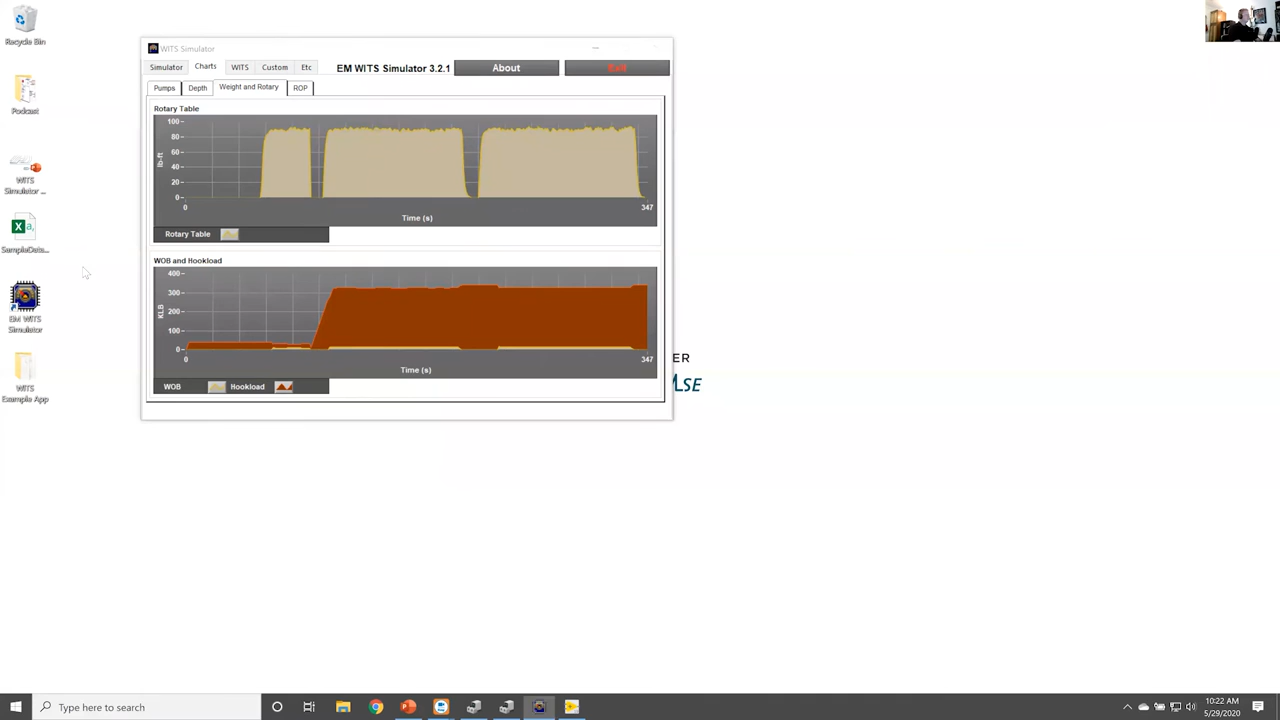 Recycle Bin
Podcast
WITS
Simulator ...
SampleData...
EM WITS
Simulator
WITS
Example App
WITS Simulator
Simulator Charts WITS Custom Etc
EM WITS Simulator 3.2.1
About
Exit
Pumps Depth Weight and Rotary ROP
Rotary Table
100
80
60
40
20
0
lb-ft
0 347
Time (s)
Rotary Table
WOB and Hookload
400
300
200
100
0
KLB
0 347
Time (s)
WOB Hookload
ER
LSE
Type here to search
10:22 AM
5/29/2020